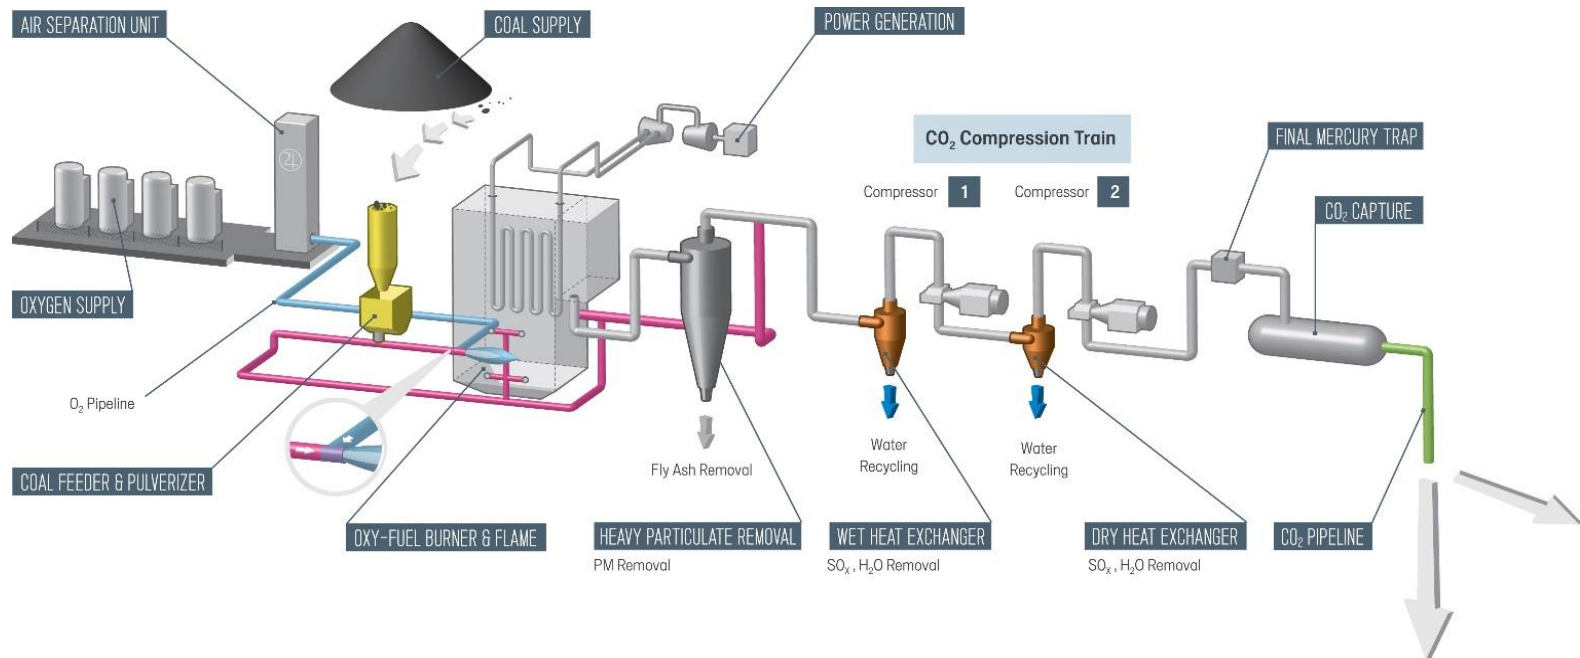 AIR SEPARATION UNIT
COAL SUPPLY
POWER GENERATION
CO₂ Compression Train
Compressor 1
Compressor 2
FINAL MERCURY TRAP
CO₂ CAPTURE
OXYGEN SUPPLY
O₂ Pipeline
COAL FEEDER & PULVERIZER
Fly Ash Removal
Water
Recycling
Water
Recycling
OXY-FUEL BURNER & FLAME
HEAVY PARTICULATE REMOVAL
PM Removal
WET HEAT EXCHANGER
SOₓ, H₂O Removal
DRY HEAT EXCHANGER
SOₓ, H₂O Removal
CO₂ PIPELINE